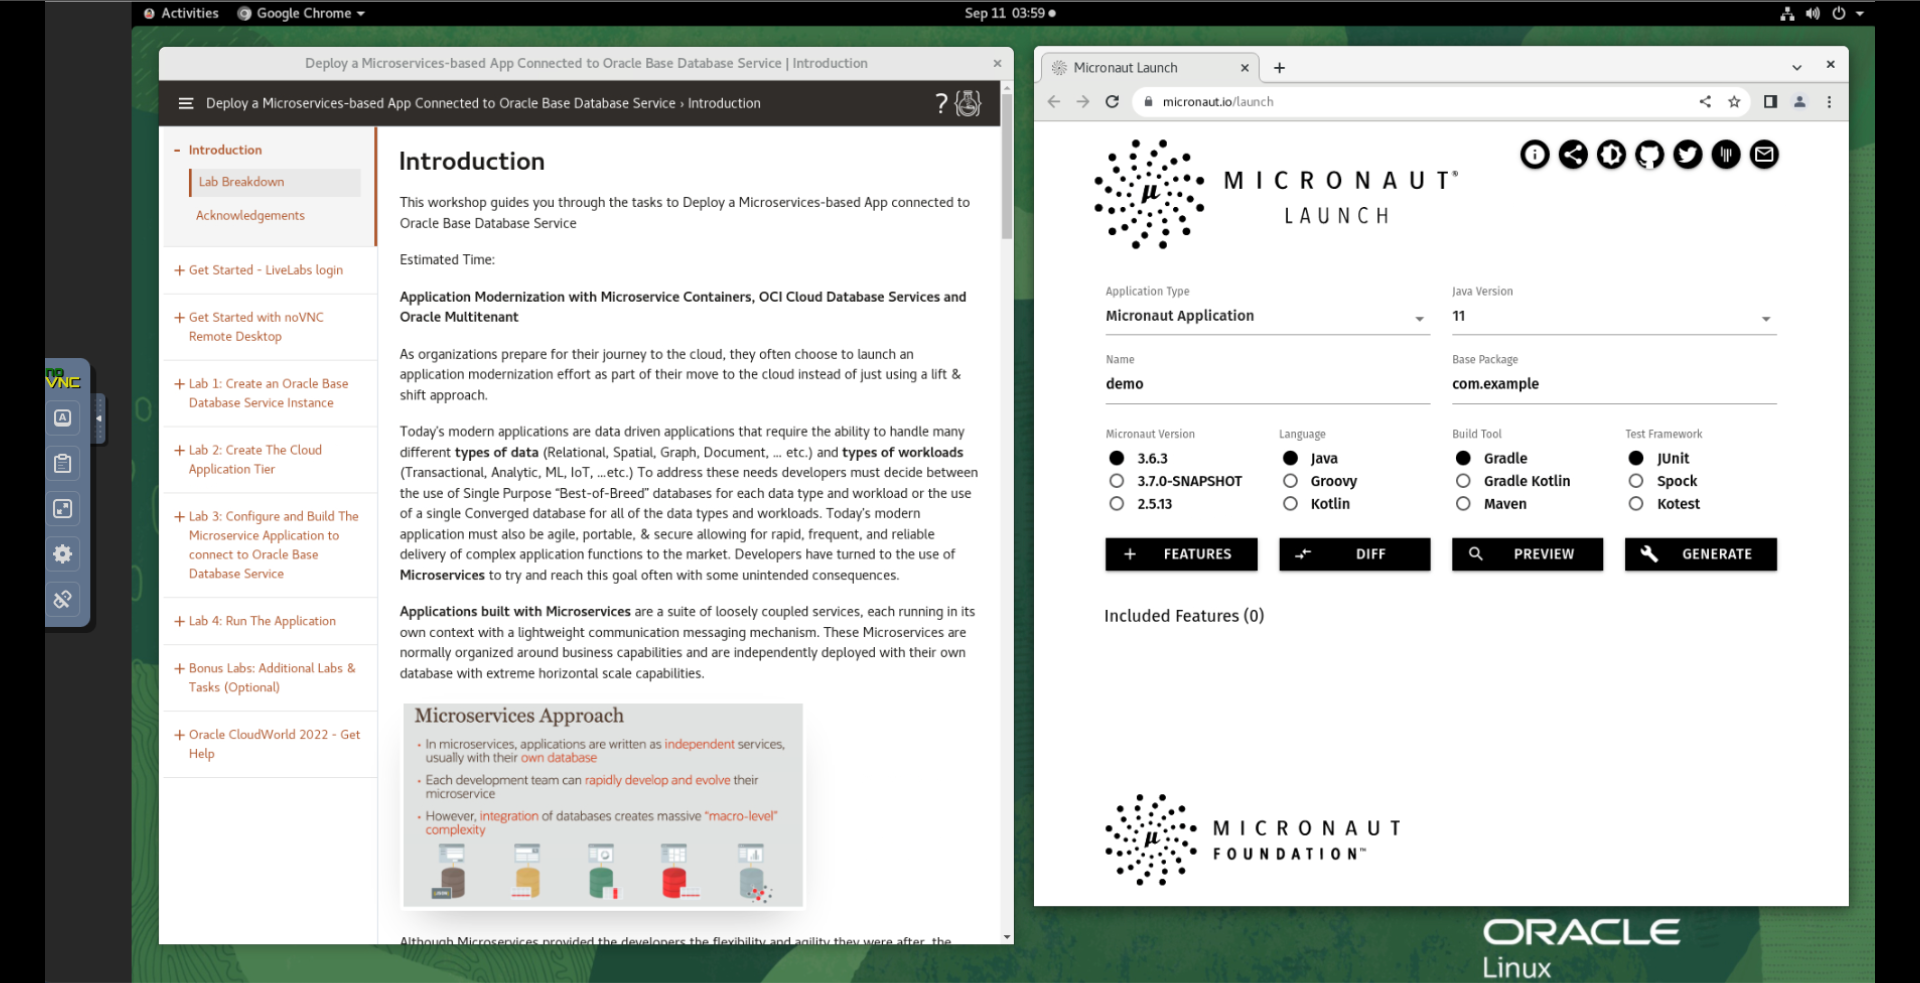 Activities
Google Chrome
Sep 11 03:59
Deploy a Microservices-based App Connected to Oracle Base Database Service | Introduction
Deploy a Microservices-based App Connected to Oracle Base Database Service › Introduction
?
- Introduction
Lab Breakdown
Acknowledgements
+ Get Started - LiveLabs login
+ Get Started with noVNC
Remote Desktop
+ Lab 1: Create an Oracle Base
Database Service Instance
+ Lab 2: Create The Cloud
Application Tier
+ Lab 3: Configure and Build The
Microservice Application to
connect to Oracle Base
Database Service
+ Lab 4: Run The Application
+ Bonus Labs: Additional Labs &
Tasks (Optional)
+ Oracle CloudWorld 2022 - Get
Help
Introduction
This workshop guides you through the tasks to Deploy a Microservices-based App connected to
Oracle Base Database Service
Estimated Time:
Application Modernization with Microservice Containers, OCI Cloud Database Services and
Oracle Multitenant
As organizations prepare for their journey to the cloud, they often choose to launch an
application modernization effort as part of their move to the cloud instead of just using a lift &
shift approach.
Today's modern applications are data driven applications that require the ability to handle many
different types of data (Relational, Spatial, Graph, Document, ... etc.) and types of workloads
(Transactional, Analytic, ML, IoT, ...etc.) To address these needs developers must decide between
the use of Single Purpose “Best-of-Breed” databases for each data type and workload or the use
of a single Converged database for all of the data types and workloads. Today's modern
application must also be agile, portable, & secure allowing for rapid, frequent, and reliable
delivery of complex application functions to the market. Developers have turned to the use of
Microservices to try and reach this goal often with some unintended consequences.
Applications built with Microservices are a suite of loosely coupled services, each running in its
own context with a lightweight communication messaging mechanism. These Microservices are
normally organized around business capabilities and are independently deployed with their own
database with extreme horizontal scale capabilities.
Microservices Approach
• In microservices, applications are written as independent services,
usually with their own database
• Each development team can rapidly develop and evolve their
microservice
• However, integration of databases creates massive “macro-level”
complexity
Although Microservices provided the developers the flexibility and agility they were after, the
no
VNC
A
Micronaut Launch
micronaut.io/launch
µ
MICRONAUT®
LAUNCH
Application Type
Micronaut Application
Java Version
11
Name
demo
Base Package
com.example
Micronaut Version
3.6.3
3.7.0-SNAPSHOT
2.5.13
Language
Java
Groovy
Kotlin
Build Tool
Gradle
Gradle Kotlin
Maven
Test Framework
JUnit
Spock
Kotest
+ FEATURES
DIFF
PREVIEW
GENERATE
Included Features (0)
µ
MICRONAUT
FOUNDATION™
ORACLE
Linux